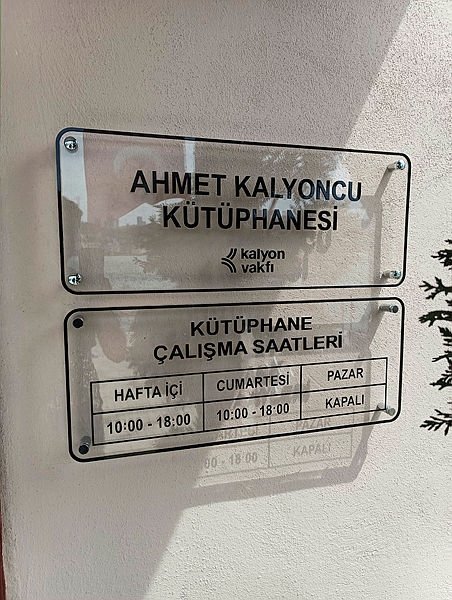 AHMET KALYONCU
KÜTÜPHANESİ
kalyon
vakfı
KÜTÜPHANE
ÇALIŞMA SAATLERİ
HAFTA İÇİ CUMARTESİ PAZAR
10:00 - 18:00 10:00 - 18:00 KAPALI